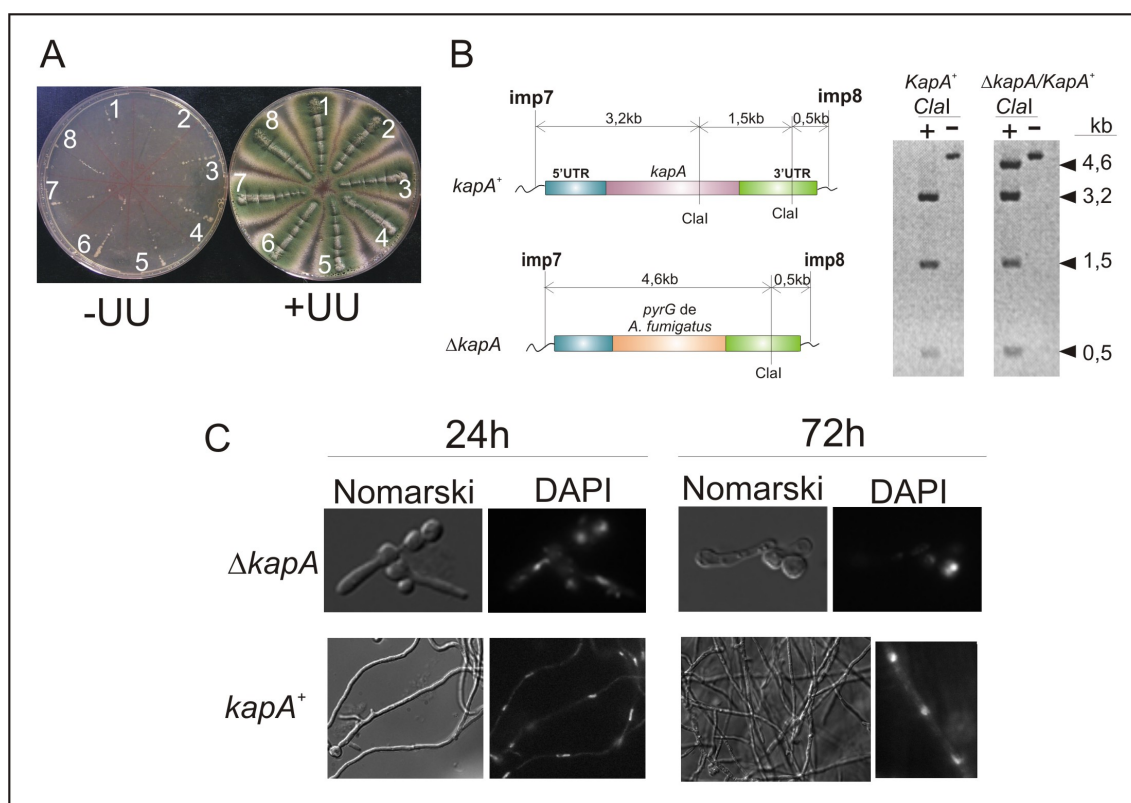 A
1
2
3
4
5
6
7
8
1
2
3
4
5
6
7
8
-UU
+UU
B
imp7
imp8
3,2kb
1,5kb
0,5kb
kapA⁺
5'UTR
kapA
3'UTR
ClaI
ClaI
imp7
imp8
4,6kb
0,5kb
ΔkapA
pyrG de
A. fumigatus
ClaI
KapA⁺
ClaI
+ -
ΔkapA/KapA⁺
ClaI
+ -
kb
4,6
3,2
1,5
0,5
C
24h
72h
Nomarski
DAPI
Nomarski
DAPI
ΔkapA
kapA⁺